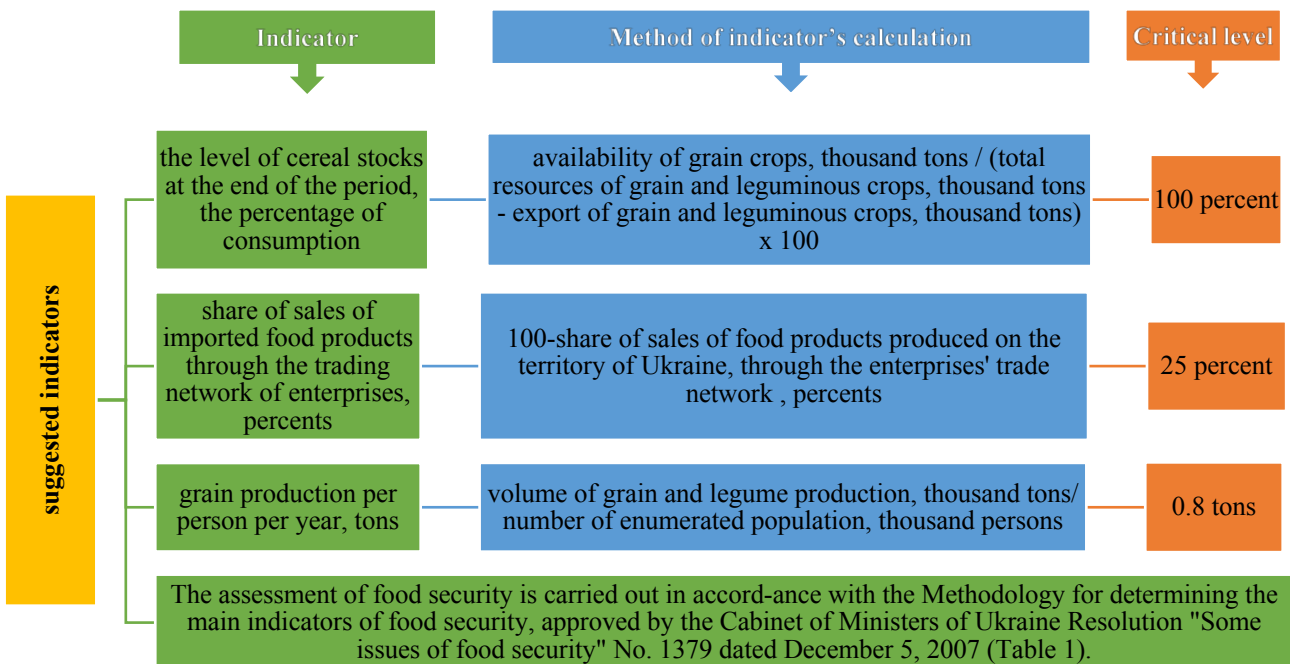 Indicator
Method of indicator's calculation
Critical level
suggested indicators
the level of cereal stocks
at the end of the period,
the percentage of
consumption
availability of grain crops, thousand tons / (total
resources of grain and leguminous crops, thousand tons
- export of grain and leguminous crops, thousand tons)
x 100
100 percent
share of sales of
imported food products
through the trading
network of enterprises,
percents
100-share of sales of food products produced on the
territory of Ukraine, through the enterprises' trade
network , percents
25 percent
grain production per
person per year, tons
volume of grain and legume production, thousand tons/
number of enumerated population, thousand persons
0.8 tons
The assessment of food security is carried out in accord-ance with the Methodology for determining the
main indicators of food security, approved by the Cabinet of Ministers of Ukraine Resolution "Some
issues of food security" No. 1379 dated December 5, 2007 (Table 1).